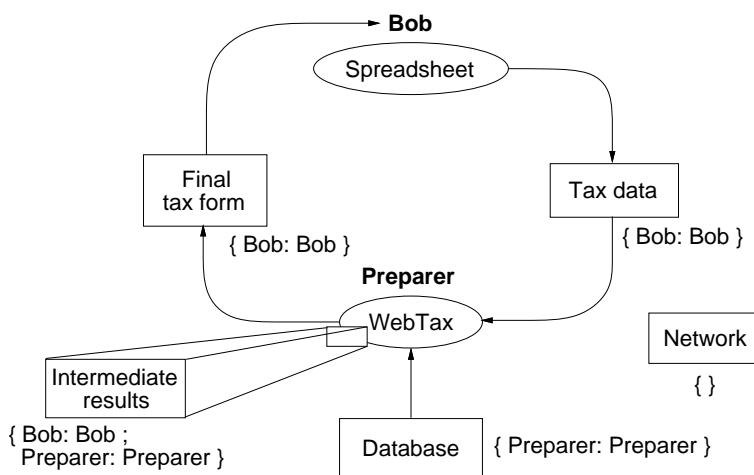 Bob
Spreadsheet
Final
tax form
Tax data
{ Bob: Bob }
{ Bob: Bob }
Preparer
WebTax
Network
{ }
Intermediate
results
{ Bob: Bob ;
Preparer: Preparer }
Database
{ Preparer: Preparer }